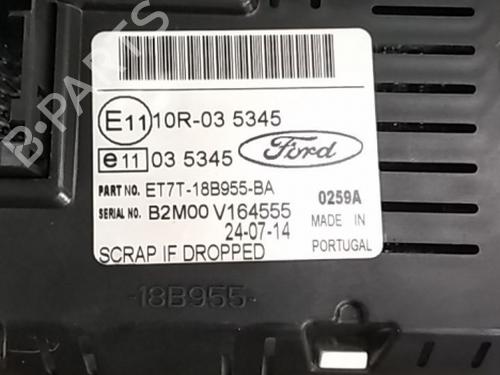 E11 10R-03 5345
e11 03 5345 Ford
PART NO. ET7T-18B955-BA 0259A
SERIAL NO. B2M00 V164555 MADE IN
24-07-14 PORTUGAL
SCRAP IF DROPPED
-18B955-
B-PARTS
B-PARTS